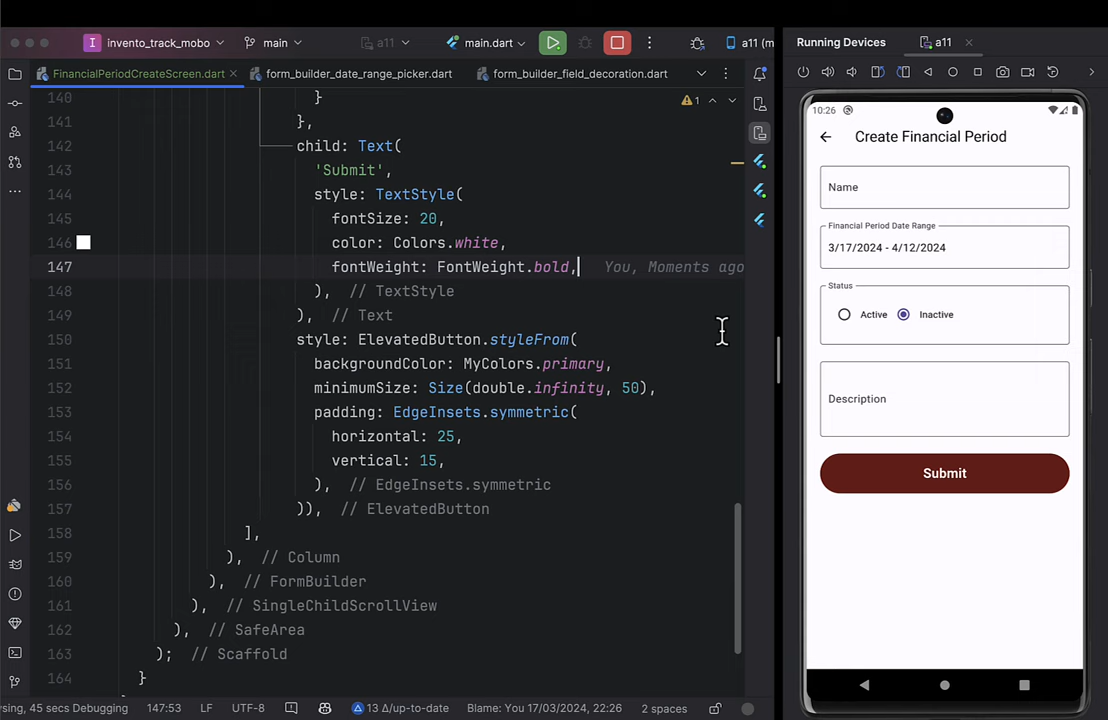 invento_track_mobo
main
a11
main.dart
a11 (m
Running Devices
a11
FinancialPeriodCreateScreen.dart
form_builder_date_range_picker.dart
form_builder_field_decoration.dart
140 }
1
141 },
142 child: Text(
143 'Submit',
144 style: TextStyle(
145 fontSize: 20,
146 color: Colors.white,
147 fontWeight: FontWeight.bold, You, Moments ago
148 ), // TextStyle
149 ), // Text
150 style: ElevatedButton.styleFrom(
151 backgroundColor: MyColors.primary,
152 minimumSize: Size(double.infinity, 50),
153 padding: EdgeInsets.symmetric(
154 horizontal: 25,
155 vertical: 15,
156 ), // EdgeInsets.symmetric
157 )), // ElevatedButton
158 ],
159 ), // Column
160 ), // FormBuilder
161 ), // SingleChildScrollView
162 ), // SafeArea
163 ); // Scaffold
164 }
10:26
Create Financial Period
Name
Financial Period Date Range
3/17/2024 - 4/12/2024
Status
Active Inactive
Description
Submit
ysing, 45 secs Debugging
147:53
LF
UTF-8
13 Δ/up-to-date
Blame: You 17/03/2024, 22:26
2 spaces